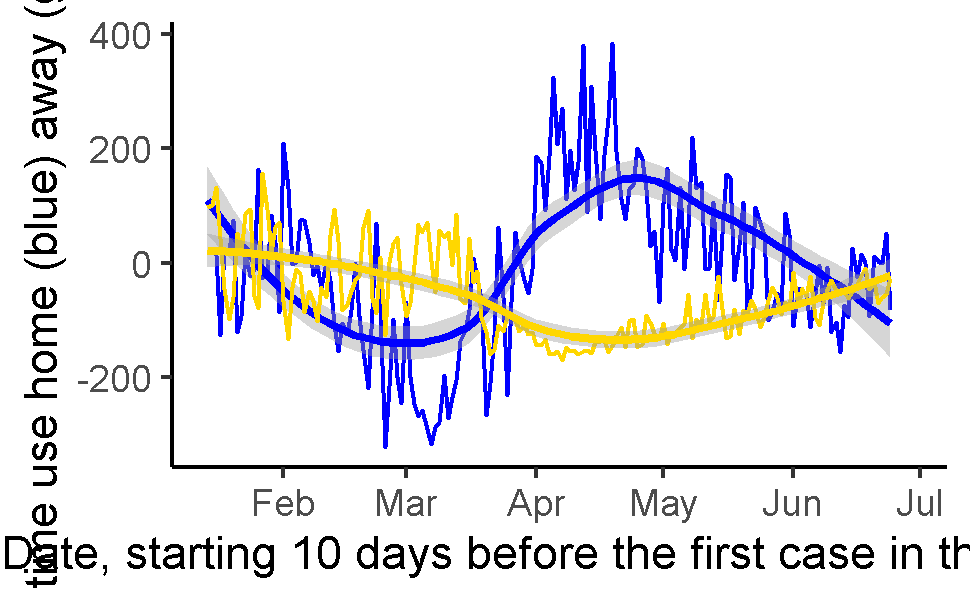 time use home (blue) away (
400
200
0
-200
Feb Mar Apr May Jun Jul
Date, starting 10 days before the first case in th